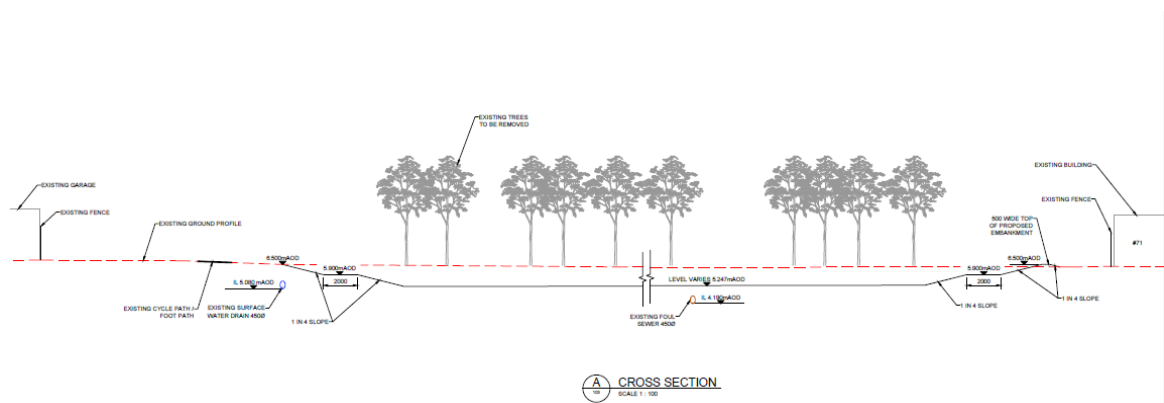 EXISTING TREES
TO BE REMOVED
EXISTING BUILDING
EXISTING GARAGE
EXISTING FENCE
EXISTING FENCE
500 WIDE TOP
OF PROPOSED
EMBANKMENT
#71
EXISTING GROUND PROFILE
6.500mAOD
6.500mAOD
5.900mAOD
5.900mAOD
IL 5.080 mAOD
2000
LEVEL VARIES 5.247mAOD
2000
IL 4.190mAOD
EXISTING CYCLE PATH /
FOOT PATH
EXISTING SURFACE
WATER DRAIN 450Ø
1 IN 4 SLOPE
EXISTING FOUL
SEWER 450Ø
1 IN 4 SLOPE
1 IN 4 SLOPE
A
CROSS SECTION
SCALE 1 : 100